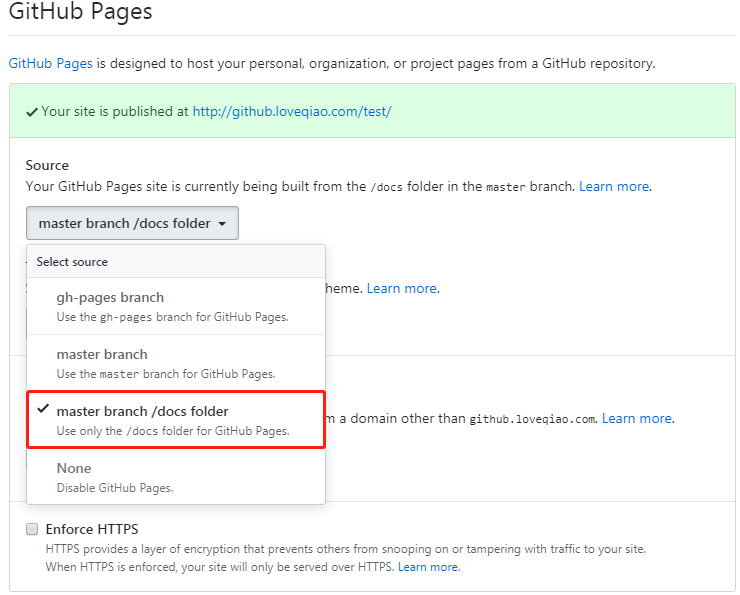 GitHub Pages
GitHub Pages is designed to host your personal, organization, or project pages from a GitHub repository.
Your site is published at http://github.loveqiao.com/test/
Source
Your GitHub Pages site is currently being built from the /docs folder in the master branch. Learn more.
master branch /docs folder
Select source
gh-pages branch
Use the gh-pages branch for GitHub Pages.
heme. Learn more.
master branch
Use the master branch for GitHub Pages.
master branch /docs folder
Use only the /docs folder for GitHub Pages.
m a domain other than github.loveqiao.com. Learn more.
None
Disable GitHub Pages.
Enforce HTTPS
HTTPS provides a layer of encryption that prevents others from snooping on or tampering with traffic to your site.
When HTTPS is enforced, your site will only be served over HTTPS. Learn more.